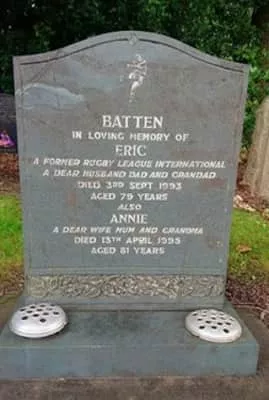 BATTEN
IN LOVING MEMORY OF
ERIC
A FORMER RUGBY LEAGUE INTERNATIONAL
A DEAR HUSBAND DAD AND GRANDAD
DIED 3RD SEPT 1993
AGED 79 YEARS
ALSO
ANNIE
A DEAR WIFE MUM AND GRANDMA
DIED 13TH APRIL 1995
AGED 81 YEARS